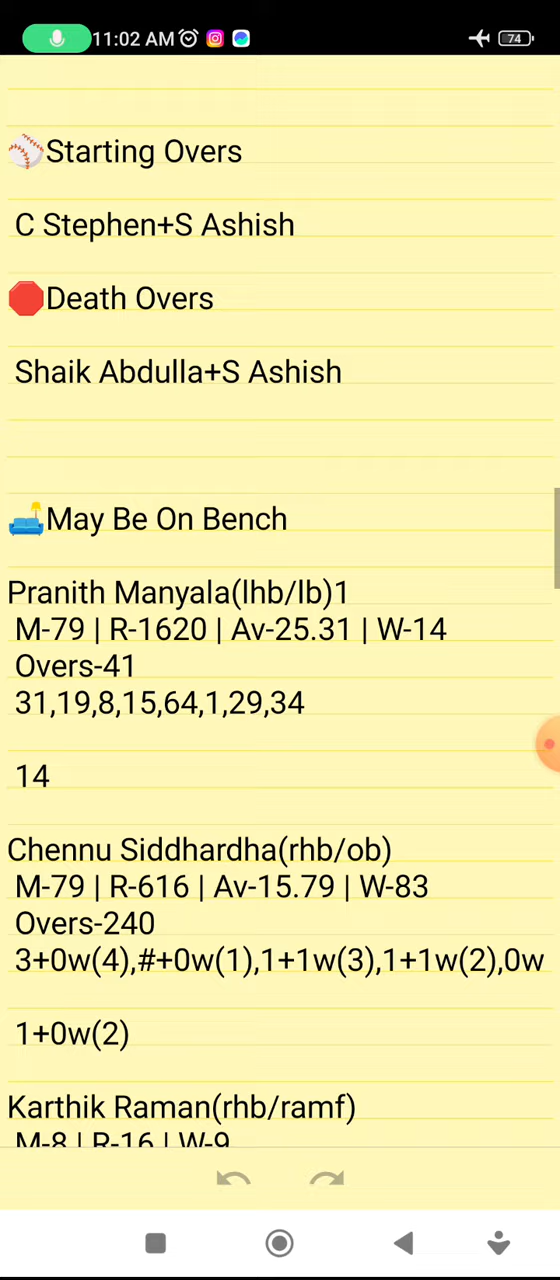 11:02 AM
74
⚾Starting Overs
C Stephen+S Ashish
🛑Death Overs
Shaik Abdulla+S Ashish
🛋️May Be On Bench
Pranith Manyala(lhb/lb)1
M-79 | R-1620 | Av-25.31 | W-14
Overs-41
31,19,8,15,64,1,29,34
14
Chennu Siddhardha(rhb/ob)
M-79 | R-616 | Av-15.79 | W-83
Overs-240
3+0w(4),#+0w(1),1+1w(3),1+1w(2),0w
1+0w(2)
Karthik Raman(rhb/ramf)
M-8 | R-16 | W-9